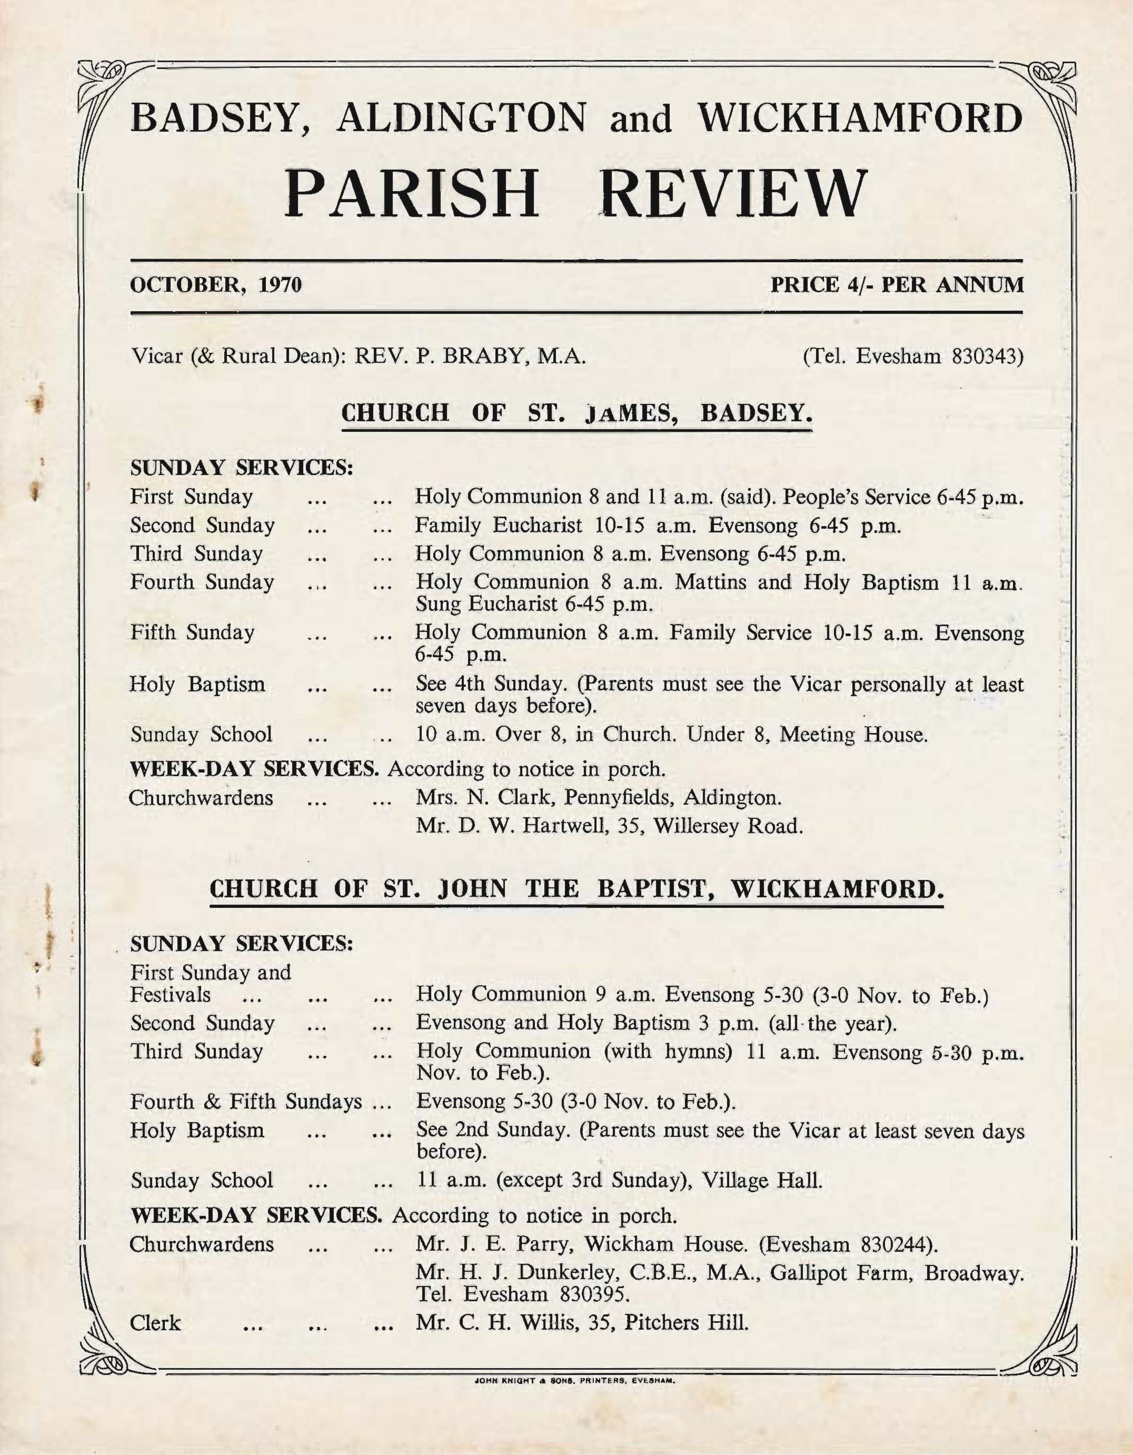 BADSEY, ALDINGTON and WICKHAMFORD
PARISH REVIEW
OCTOBER, 1970 PRICE 4/- PER ANNUM
Vicar (& Rural Dean): REV. P. BRABY, M.A. (Tel. Evesham 830343)
CHURCH OF ST. JAMES, BADSEY.
SUNDAY SERVICES:
First Sunday ... ... Holy Communion 8 and 11 a.m. (said). People's Service 6-45 p.m.
Second Sunday ... ... Family Eucharist 10-15 a.m. Evensong 6-45 p.m.
Third Sunday ... ... Holy Communion 8 a.m. Evensong 6-45 p.m.
Fourth Sunday ... ... Holy Communion 8 a.m. Mattins and Holy Baptism 11 a.m.
Sung Eucharist 6-45 p.m.
Fifth Sunday ... ... Holy Communion 8 a.m. Family Service 10-15 a.m. Evensong
6-45 p.m.
Holy Baptism ... ... See 4th Sunday. (Parents must see the Vicar personally at least
seven days before).
Sunday School ... .. 10 a.m. Over 8, in Church. Under 8, Meeting House.
WEEK-DAY SERVICES. According to notice in porch.
Churchwardens ... ... Mrs. N. Clark, Pennyfields, Aldington.
Mr. D. W. Hartwell, 35, Willersey Road.
CHURCH OF ST. JOHN THE BAPTIST, WICKHAMFORD.
SUNDAY SERVICES:
First Sunday and
Festivals ... ... ... Holy Communion 9 a.m. Evensong 5-30 (3-0 Nov. to Feb.)
Second Sunday ... ... Evensong and Holy Baptism 3 p.m. (all the year).
Third Sunday ... ... Holy Communion (with hymns) 11 a.m. Evensong 5-30 p.m.
Nov. to Feb.).
Fourth & Fifth Sundays ... Evensong 5-30 (3-0 Nov. to Feb.).
Holy Baptism ... ... See 2nd Sunday. (Parents must see the Vicar at least seven days
before).
Sunday School ... ... 11 a.m. (except 3rd Sunday), Village Hall.
WEEK-DAY SERVICES. According to notice in porch.
Churchwardens ... ... Mr. J. E. Parry, Wickham House. (Evesham 830244).
Mr. H. J. Dunkerley, C.B.E., M.A., Gallipot Farm, Broadway.
Tel. Evesham 830395.
Clerk ... ... ... Mr. C. H. Willis, 35, Pitchers Hill.
JOHN KNIGHT & SONS, PRINTERS, EVESHAM.